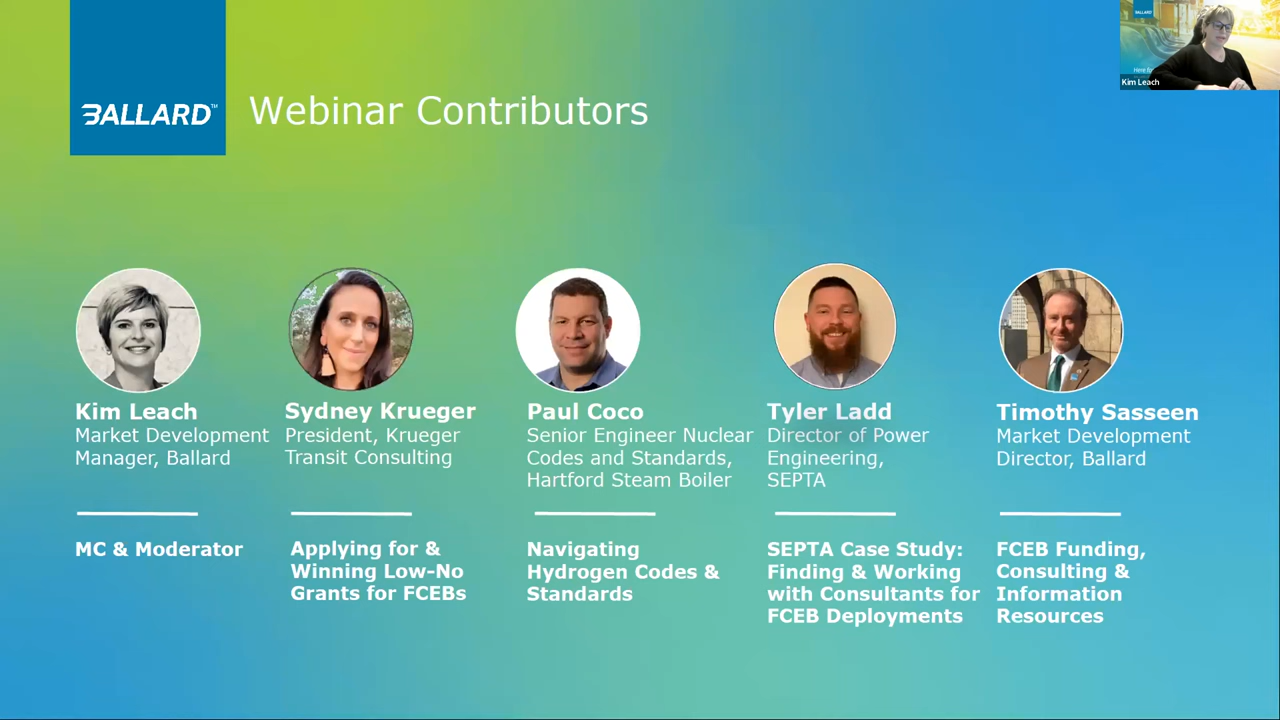 BALLARD™
Webinar Contributors
BALLARD
Here fo
Kim Leach
Kim Leach
Market Development
Manager, Ballard
MC & Moderator
Sydney Krueger
President, Krueger
Transit Consulting
Applying for &
Winning Low-No
Grants for FCEBs
Paul Coco
Senior Engineer Nuclear
Codes and Standards,
Hartford Steam Boiler
Navigating
Hydrogen Codes &
Standards
Tyler Ladd
Director of Power
Engineering,
SEPTA
SEPTA Case Study:
Finding & Working
with Consultants for
FCEB Deployments
Timothy Sasseen
Market Development
Director, Ballard
FCEB Funding,
Consulting &
Information
Resources